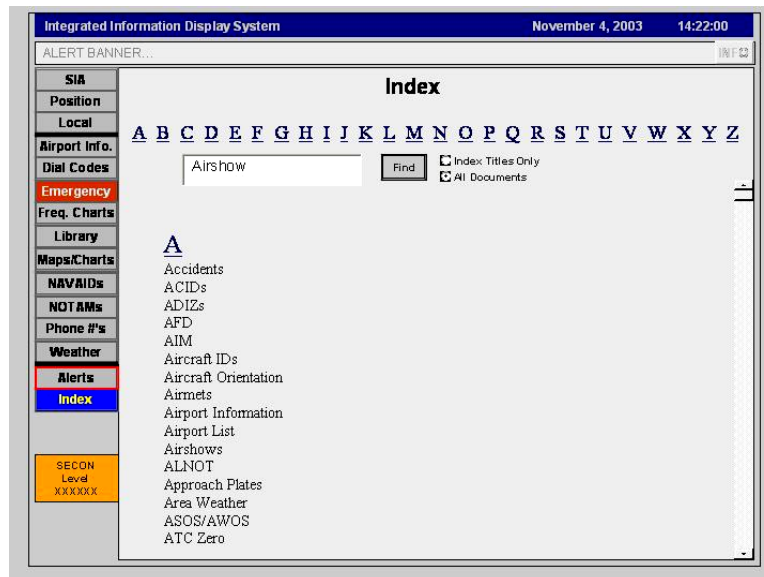 Integrated Information Display System November 4, 2003 14:22:00
ALERT BANNER... INFO
SIA
Position
Local
Airport Info.
Dial Codes
Emergency
Freq. Charts
Library
Maps/Charts
NAVAIDs
NOTAMs
Phone #'s
Weather
Alerts
Index
SECON
Level
XXXXXX
Index
A B C D E F G H I J K L M N O P Q R S T U V W X Y Z
Airshow Find Index Titles Only
All Documents
A
Accidents
ACIDs
ADIZs
AFD
AIM
Aircraft IDs
Aircraft Orientation
Airmets
Airport Information
Airport List
Airshows
ALNOT
Approach Plates
Area Weather
ASOS/AWOS
ATC Zero